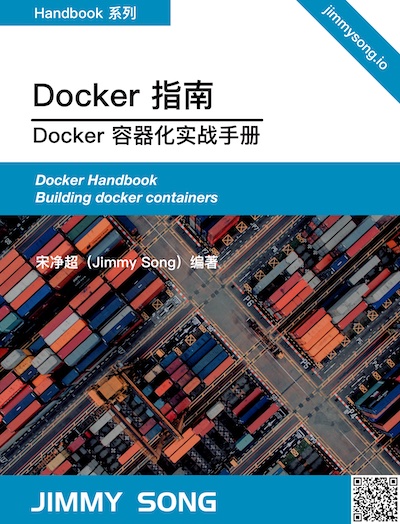 Handbook 系列
jimmysong.io
Docker 指南
Docker 容器化实战手册
Docker Handbook
Building docker containers
宋净超（Jimmy Song）编著
JIMMY SONG